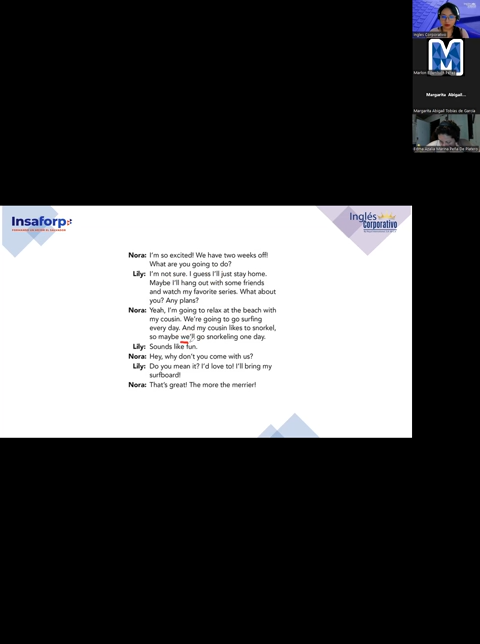 Inglés Corporativo
Margarita Abigail...
Margarita Abigail Tobias de Garcia
Insaforp
Inglés
Corporativo
Nora: I'm so excited! We have two weeks off!
What are you going to do?
Lily: I'm not sure. I guess I'll just stay home.
Maybe I'll hang out with some friends
and watch my favorite series. What about
you? Any plans?
Nora: Yeah, I'm going to relax at the beach with
my cousin. We're going to go surfing
every day. And my cousin likes to snorkel,
so maybe we'll go snorkeling one day.
Lily: Sounds like fun.
Nora: Hey, why don't you come with us?
Lily: Do you mean it? I'd love to! I'll bring my
surfboard!
Nora: That's great! The more the merrier!